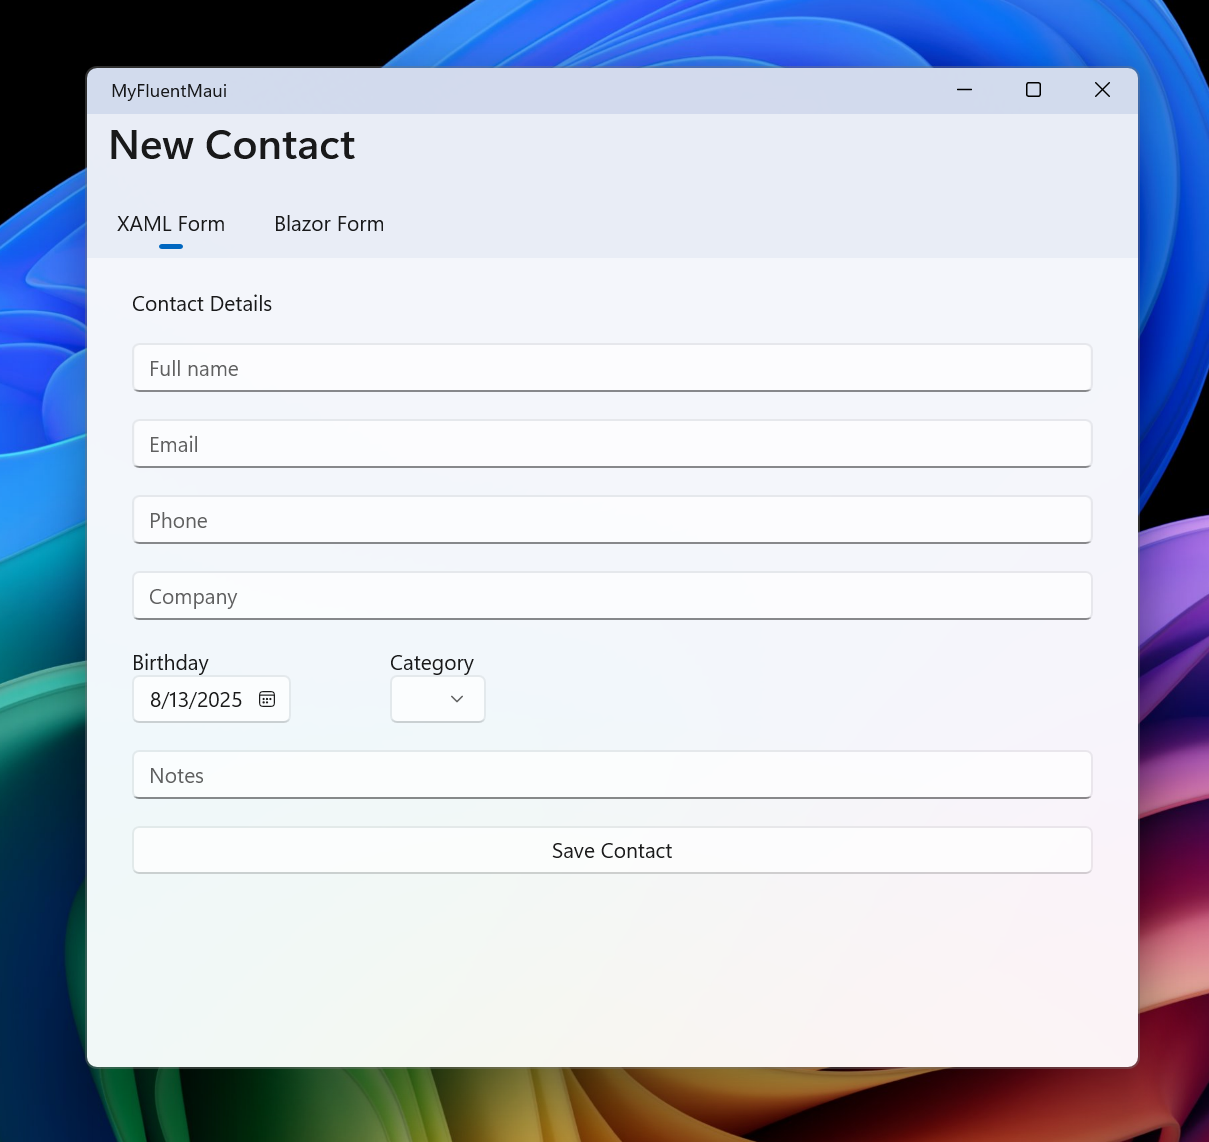 MyFluentMaui
New Contact
XAML Form Blazor Form
Contact Details
Full name
Email
Phone
Company
Birthday Category
8/13/2025
Notes
Save Contact